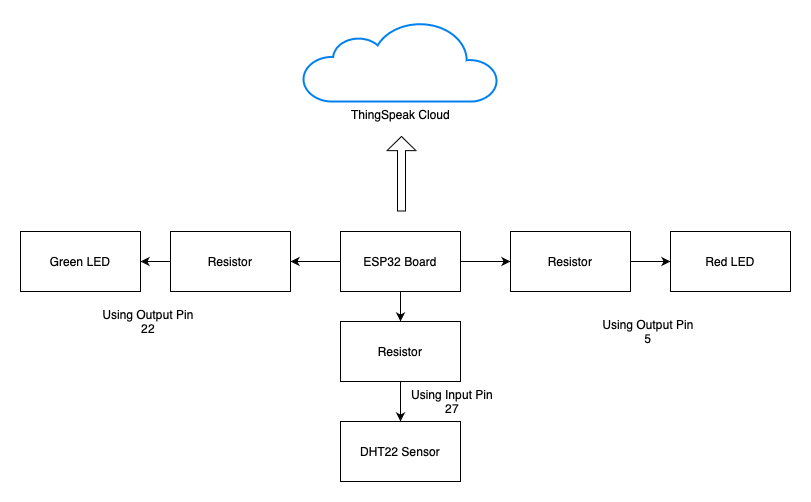 ThingSpeak Cloud
Green LED
Resistor
ESP32 Board
Resistor
Red LED
Using Output Pin
22
Using Output Pin
5
Resistor
Using Input Pin
27
DHT22 Sensor